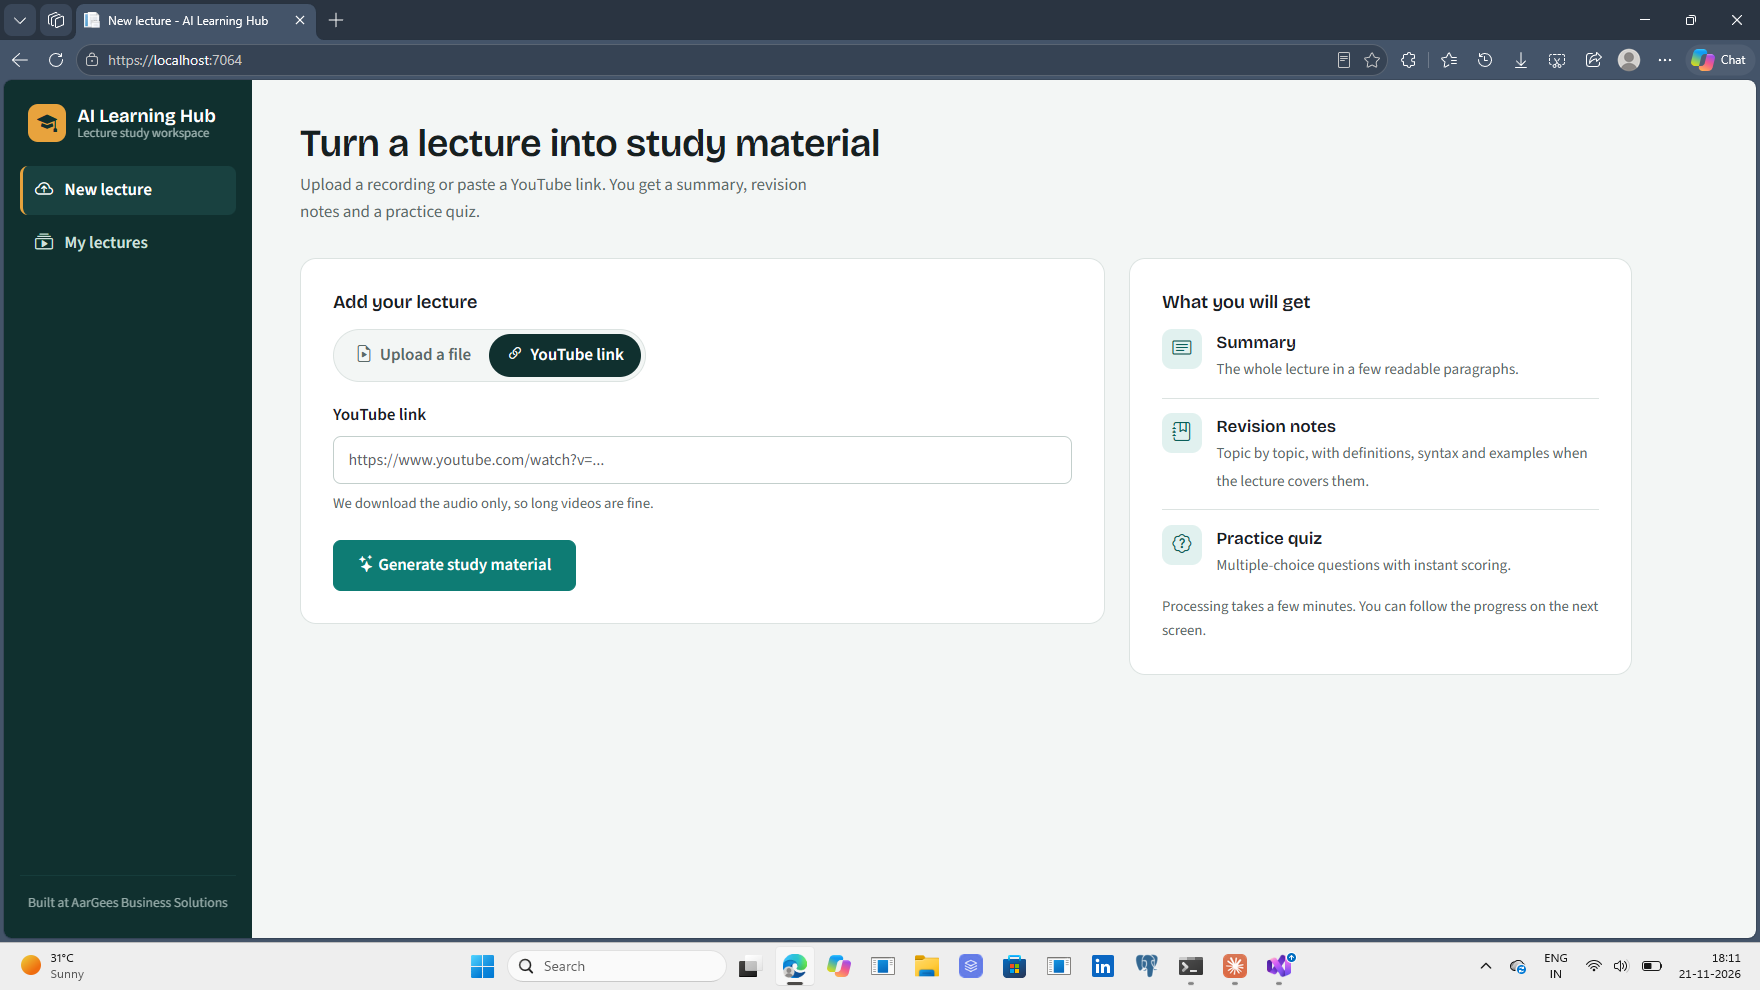 New lecture - AI Learning Hub
https://localhost:7064
Chat
AI Learning Hub
Lecture study workspace
New lecture
My lectures
Built at AarGees Business Solutions
Turn a lecture into study material
Upload a recording or paste a YouTube link. You get a summary, revision
notes and a practice quiz.
Add your lecture
Upload a file
YouTube link
YouTube link
https://www.youtube.com/watch?v=...
We download the audio only, so long videos are fine.
Generate study material
What you will get
Summary
The whole lecture in a few readable paragraphs.
Revision notes
Topic by topic, with definitions, syntax and examples when
the lecture covers them.
Practice quiz
Multiple-choice questions with instant scoring.
Processing takes a few minutes. You can follow the progress on the next
screen.
31°C
Sunny
Search
in
ENG
IN
18:11
21-11-2026